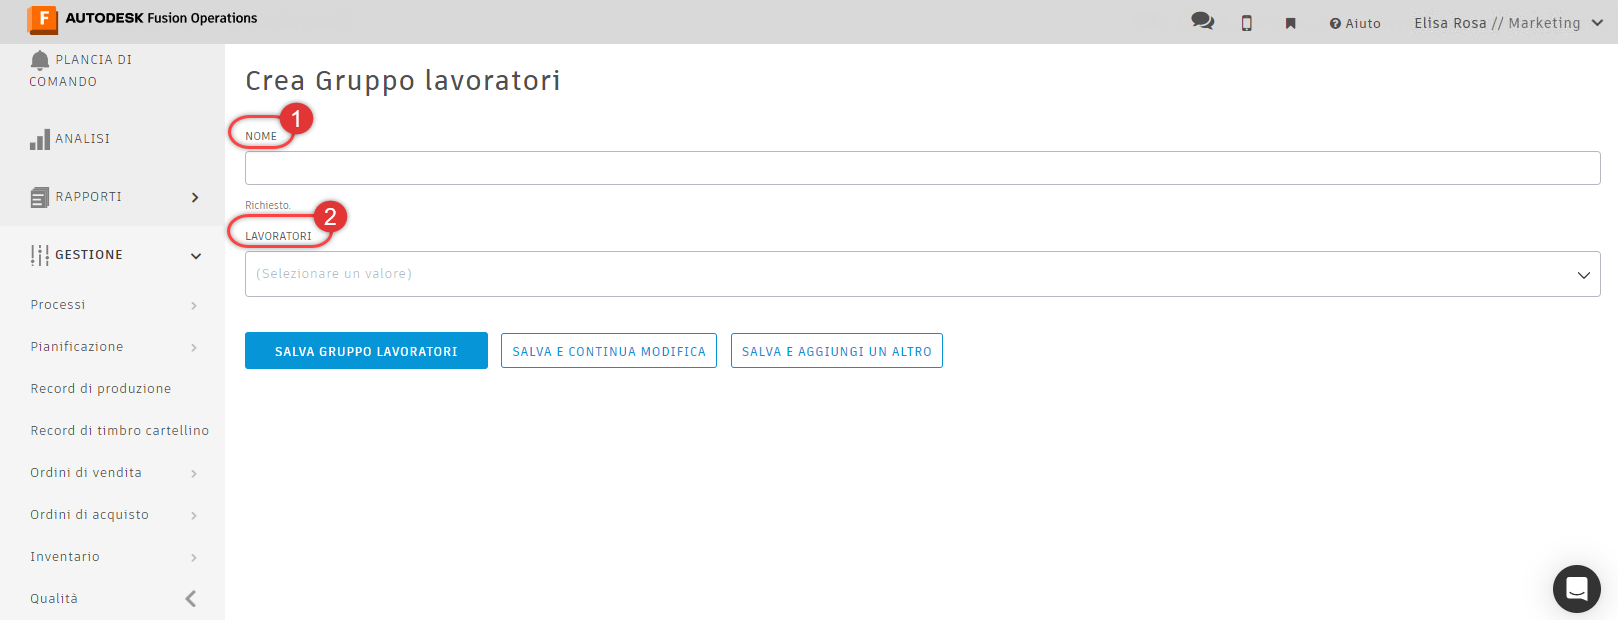 F AUTODESK Fusion Operations
Aiuto
Elisa Rosa // Marketing
PLANCIA DI
COMANDO
ANALISI
RAPPORTI
GESTIONE
Processi
Pianificazione
Record di produzione
Record di timbro cartellino
Ordini di vendita
Ordini di acquisto
Inventario
Qualità
Crea Gruppo lavoratori
1
NOME
Richiesto.
2
LAVORATORI
(Selezionare un valore)
SALVA GRUPPO LAVORATORI
SALVA E CONTINUA MODIFICA
SALVA E AGGIUNGI UN ALTRO